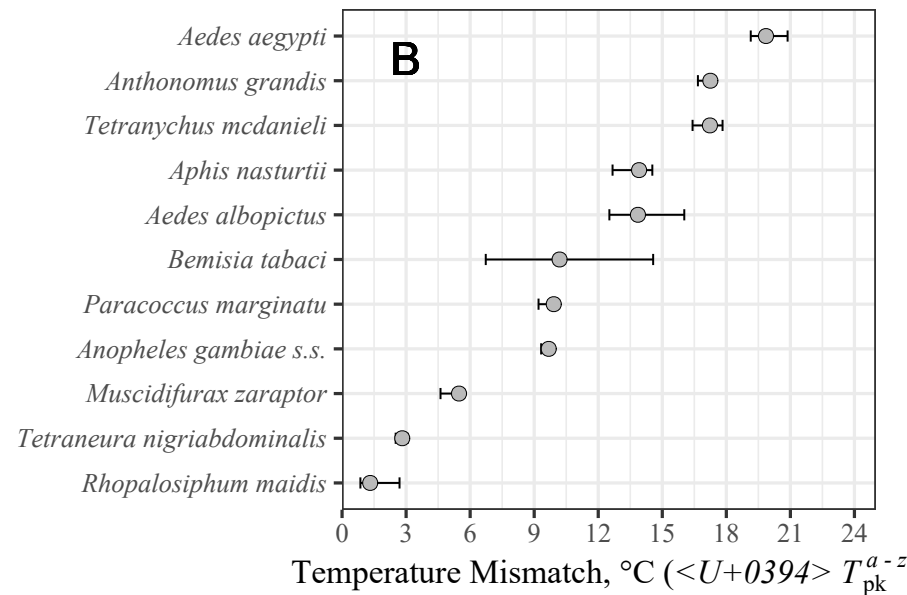 B
Aedes aegypti
Anthonomus grandis
Tetranychus mcdanieli
Aphis nasturtii
Aedes albopictus
Bemisia tabaci
Paracoccus marginatu
Anopheles gambiae s.s.
Muscidifurax zaraptor
Tetraneura nigriabdominalis
Rhopalosiphum maidis
0 3 6 9 12 15 18 21 24
Temperature Mismatch, °C (<U+0394> T pk a - z